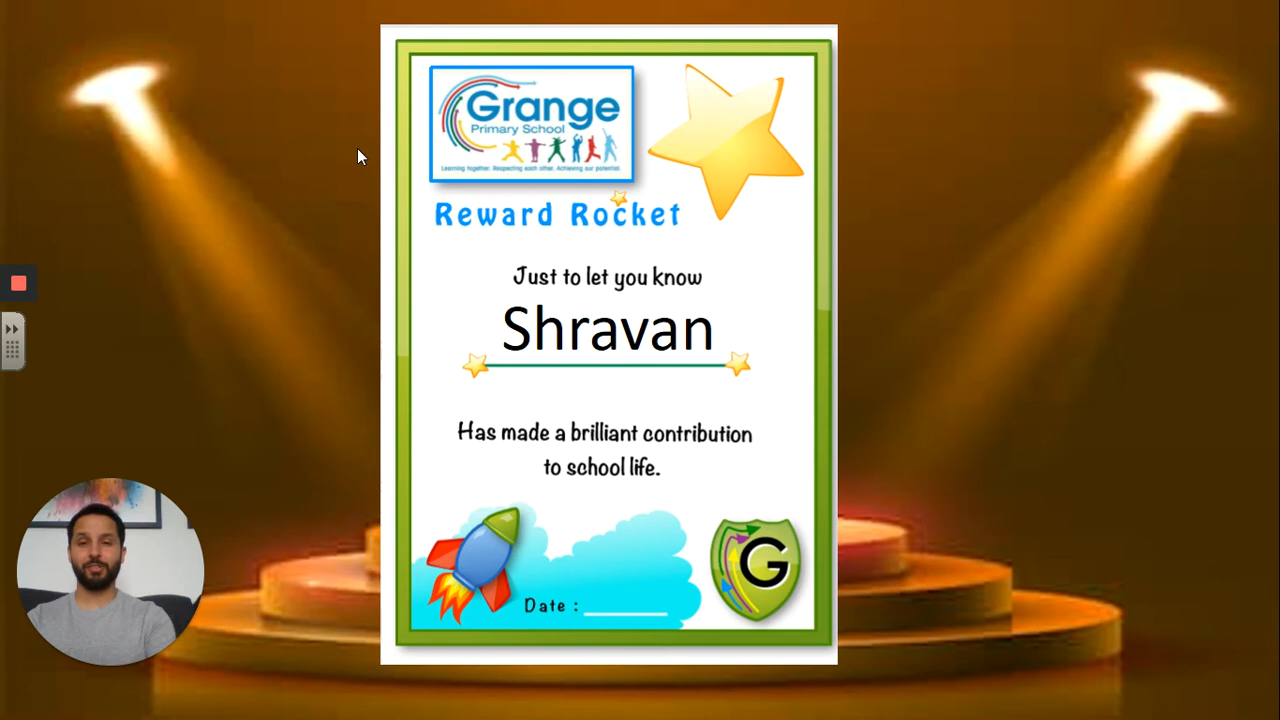 Grange
Primary School
Learning together. Respecting each other. Achieving our potential.
Reward Rocket
Just to let you know
Shravan
Has made a brilliant contribution
to school life.
G
Date : ________